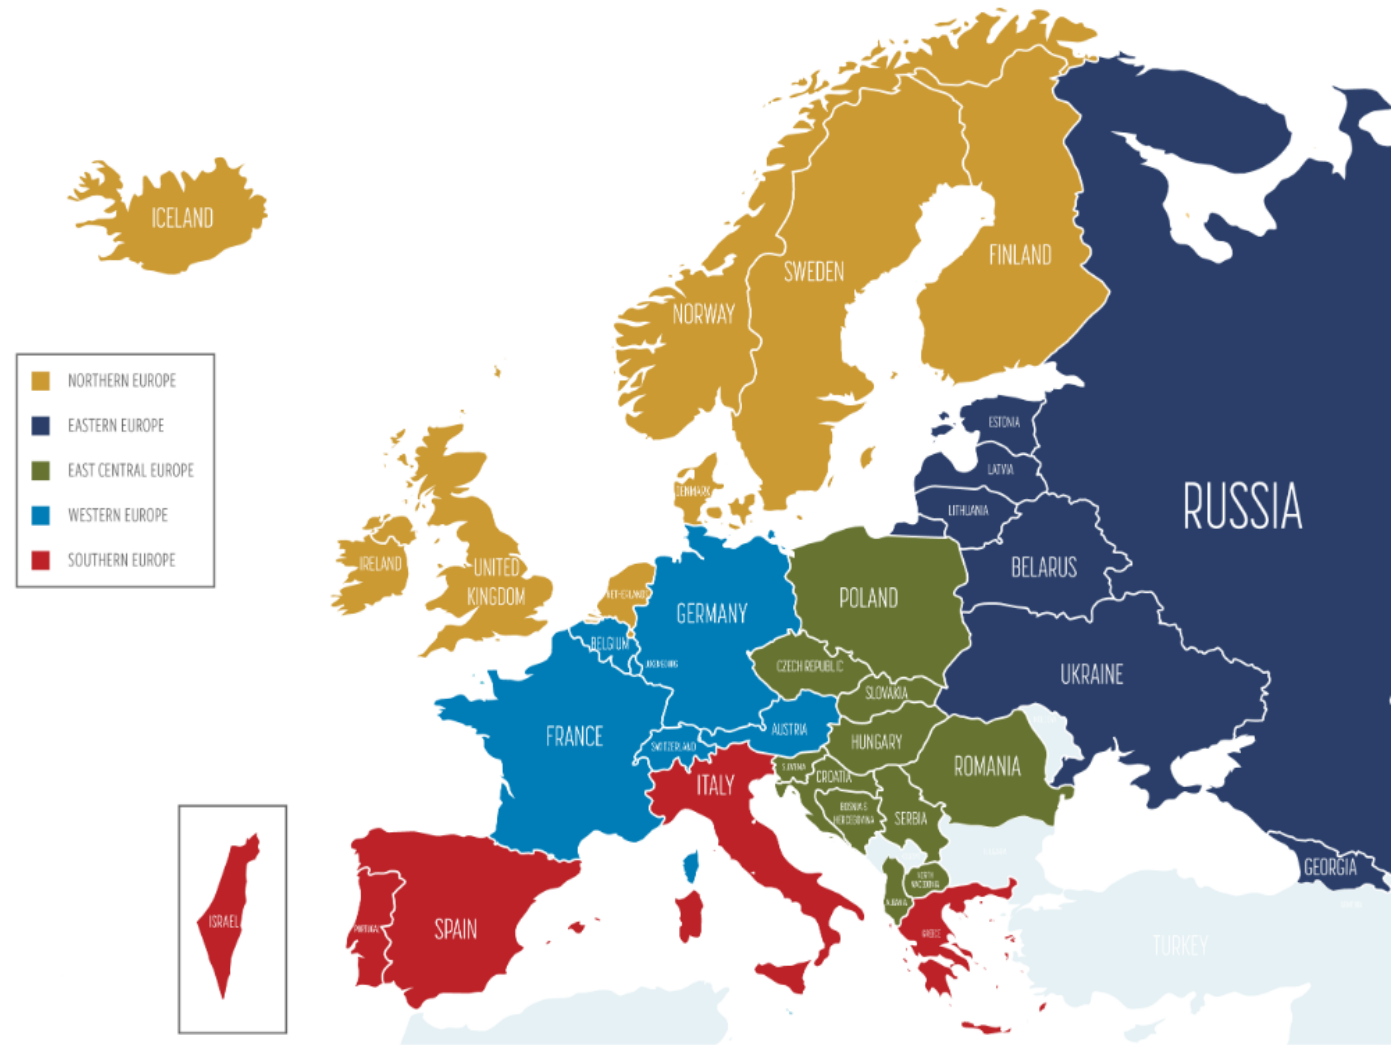 ICELAND
NORWAY
SWEDEN
FINLAND
NORTHERN EUROPE
EASTERN EUROPE
EAST CENTRAL EUROPE
WESTERN EUROPE
SOUTHERN EUROPE
ESTONIA
LATVIA
LITHUANIA
RUSSIA
DENMARK
IRELAND
UNITED
KINGDOM
BELARUS
POLAND
GERMANY
BELGIUM
CZECH REPUBLIC
SLOVAKIA
UKRAINE
FRANCE
AUSTRIA
SWITZERLAND
HUNGARY
ROMANIA
ITALY
SLOVENIA
CROATIA
BOSNIA &
HERCEGOVINA
SERBIA
GEORGIA
NORTH
MACEDONIA
ALBANIA
ISRAEL
PORTUGAL
SPAIN
GREECE
TURKEY